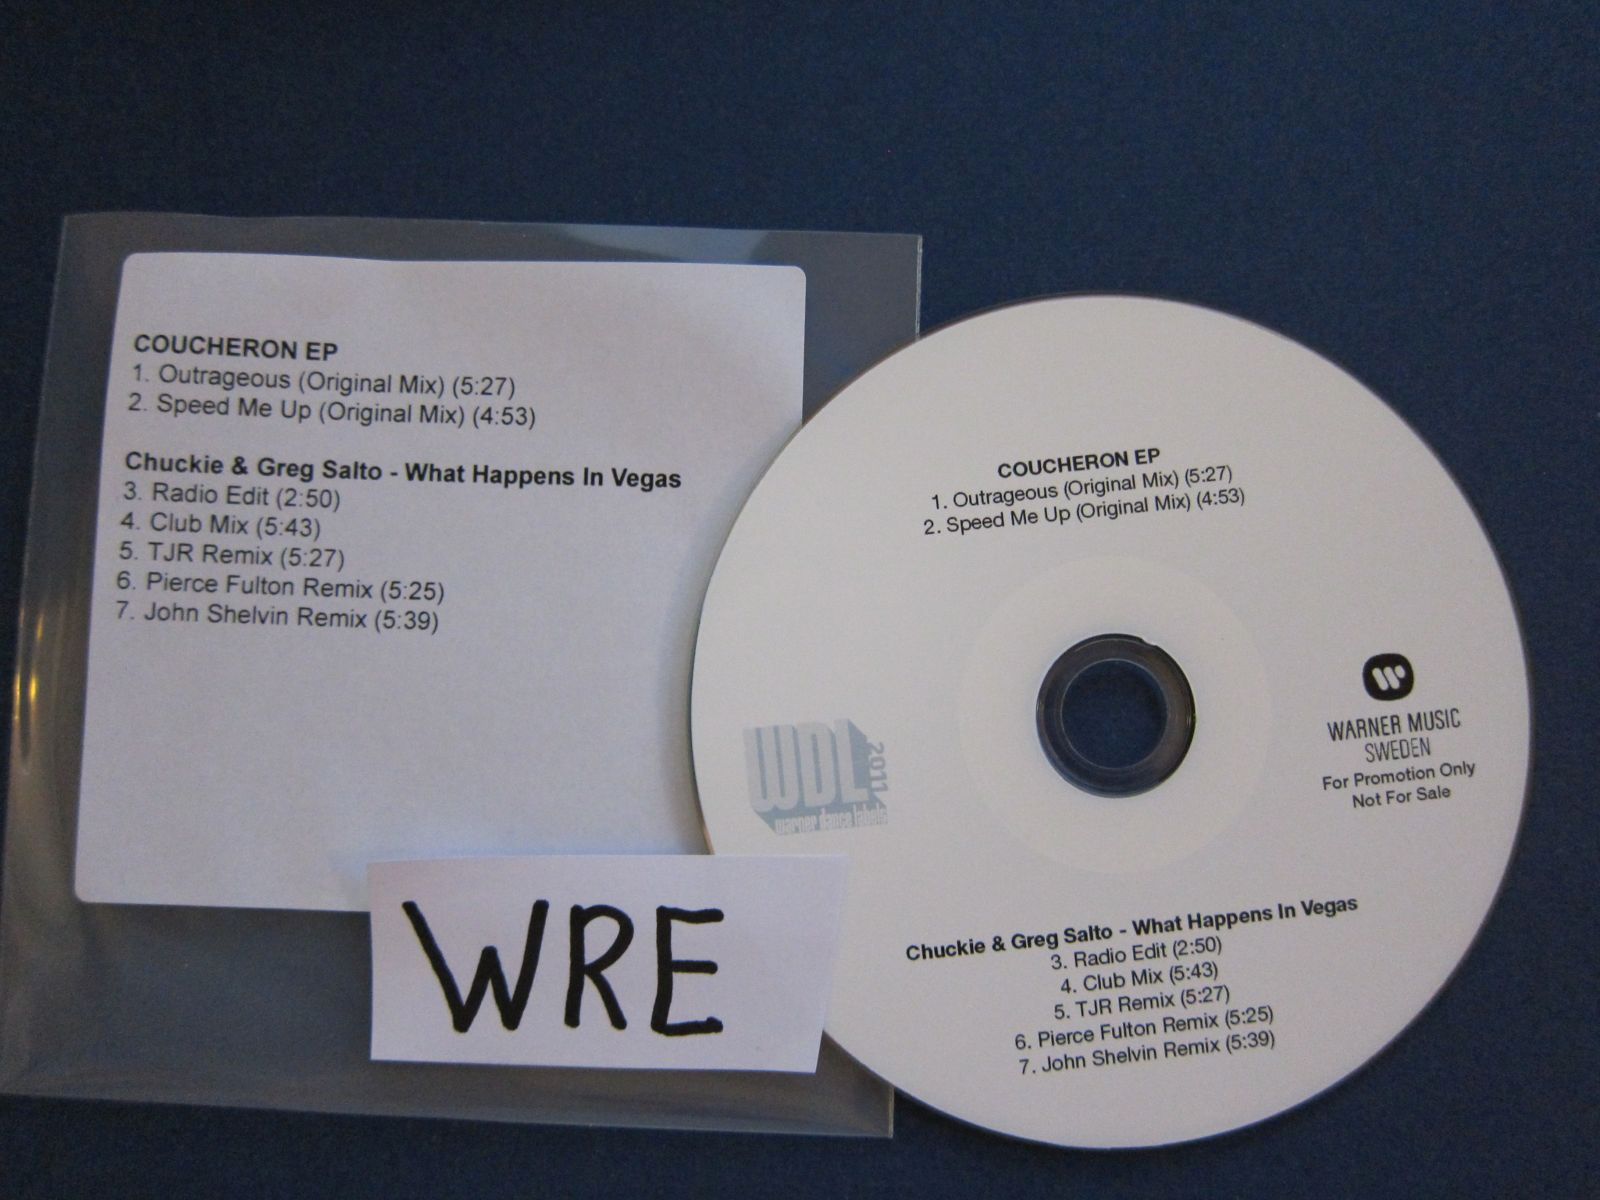 COUCHERON EP
1. Outrageous (Original Mix) (5:27)
2. Speed Me Up (Original Mix) (4:53)
Chuckie & Greg Salto - What Happens In Vegas
3. Radio Edit (2:50)
4. Club Mix (5:43)
5. TJR Remix (5:27)
6. Pierce Fulton Remix (5:25)
7. John Shelvin Remix (5:39)
WRE
COUCHERON EP
1. Outrageous (Original Mix) (5:27)
2. Speed Me Up (Original Mix) (4:53)
WDL
2011
warner dance labels
WARNER MUSIC
SWEDEN
For Promotion Only
Not For Sale
Chuckie & Greg Salto - What Happens In Vegas
3. Radio Edit (2:50)
4. Club Mix (5:43)
5. TJR Remix (5:27)
6. Pierce Fulton Remix (5:25)
7. John Shelvin Remix (5:39)